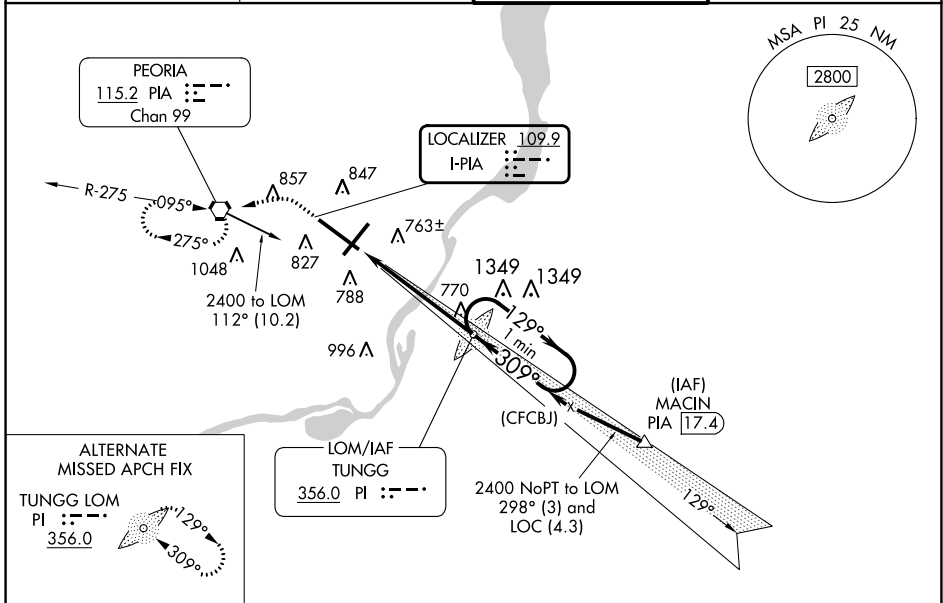 MSA PI 25 NM
2800
PEORIA
115.2 PIA
Chan 99
LOCALIZER 109.9
I-PIA
R-275
095°
275°
857
847
763±
1048
827
788
2400 to LOM
112° (10.2)
770
1349
1349
129°
1 min
309°
996
(CFCBJ)
(IAF)
MACIN
PIA 17.4
LOM/IAF
TUNGG
356.0 PI
2400 NoPT to LOM
298° (3) and
LOC (4.3)
129°
ALTERNATE
MISSED APCH FIX
TUNGG LOM
PI
356.0
129°
309°